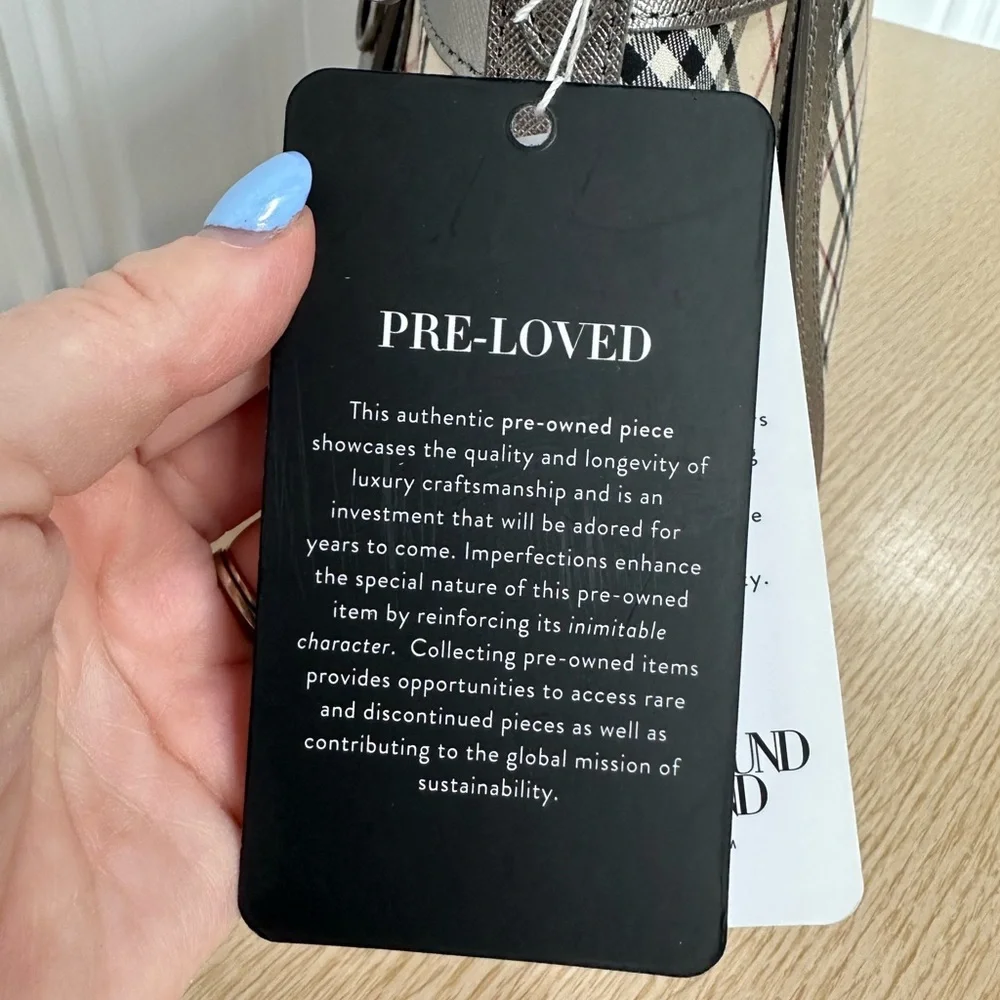 PRE-LOVED
This authentic pre-owned piece
showcases the quality and longevity of
luxury craftsmanship and is an
investment that will be adored for
years to come. Imperfections enhance
the special nature of this pre-owned
item by reinforcing its inimitable
character. Collecting pre-owned items
provides opportunities to access rare
and discontinued pieces as well as
contributing to the global mission of
sustainability.